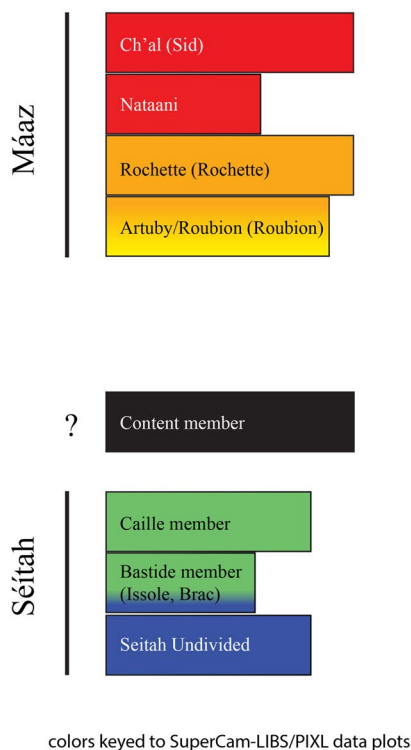 Máaz
Ch’al (Sid)
Nataani
Rochette (Rochette)
Artuby/Roubion (Roubion)
?
Content member
Séítah
Caille member
Bastide member
(Issole, Brac)
Seitah Undivided
colors keyed to SuperCam-LIBS/PIXL data plots